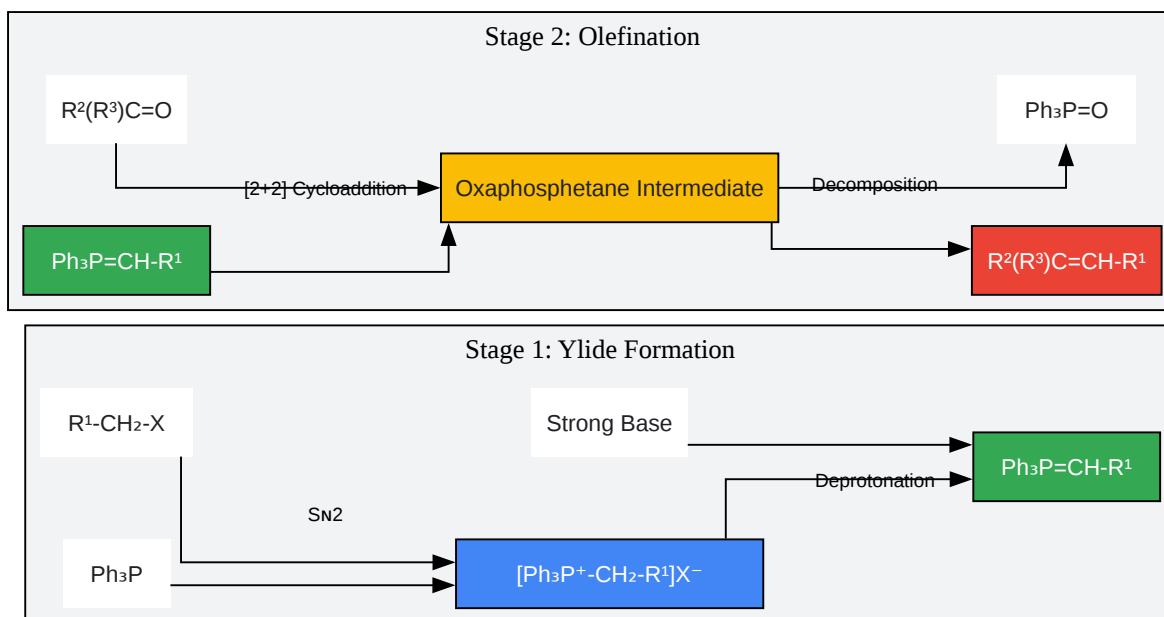 Stage 2: Olefination
R²(R³)C=O
Ph₃P=O
[2+2] Cycloaddition
Oxaphosphetane Intermediate
Decomposition
Ph₃P=CH-R¹
R²(R³)C=CH-R¹
Stage 1: Ylide Formation
R¹-CH₂-X
Strong Base
Ph₃P=CH-R¹
Deprotonation
Sɴ2
Ph₃P
[Ph₃P⁺-CH₂-R¹]X⁻